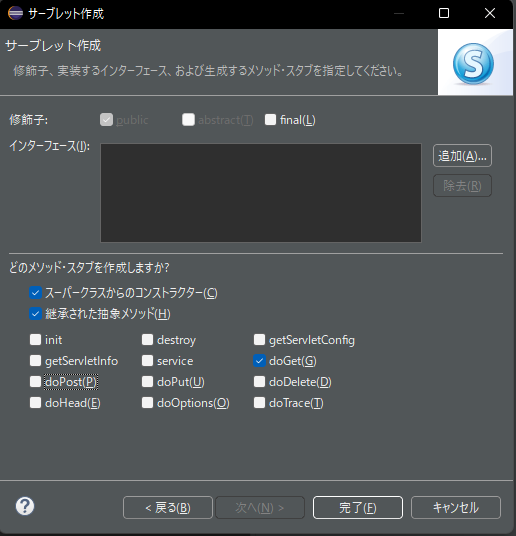 サーブレット作成
サーブレット作成
修飾子、実装するインターフェース、および生成するメソッド・スタブを指定してください。
S
修飾子: public abstract(T) final(L)
インターフェース(I): 追加(A)...
除去(R)
どのメソッド・スタブを作成しますか?
スーパークラスからのコンストラクター(C)
継承された抽象メソッド(H)
init destroy getServletConfig
getServletInfo service doGet(G)
doPost(P) doPut(U) doDelete(D)
doHead(E) doOptions(O) doTrace(T)
? < 戻る(B) 次へ(N) > 完了(F) キャンセル